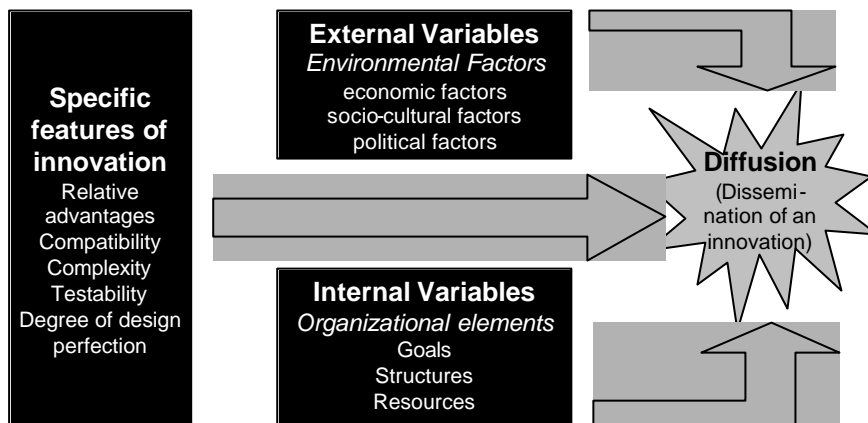 Specific
features of
innovation
Relative
advantages
Compatibility
Complexity
Testability
Degree of design
perfection
External Variables
Environmental Factors
economic factors
socio-cultural factors
political factors
Internal Variables
Organizational elements
Goals
Structures
Resources
Diffusion
(Dissemi-
nation of an
innovation)